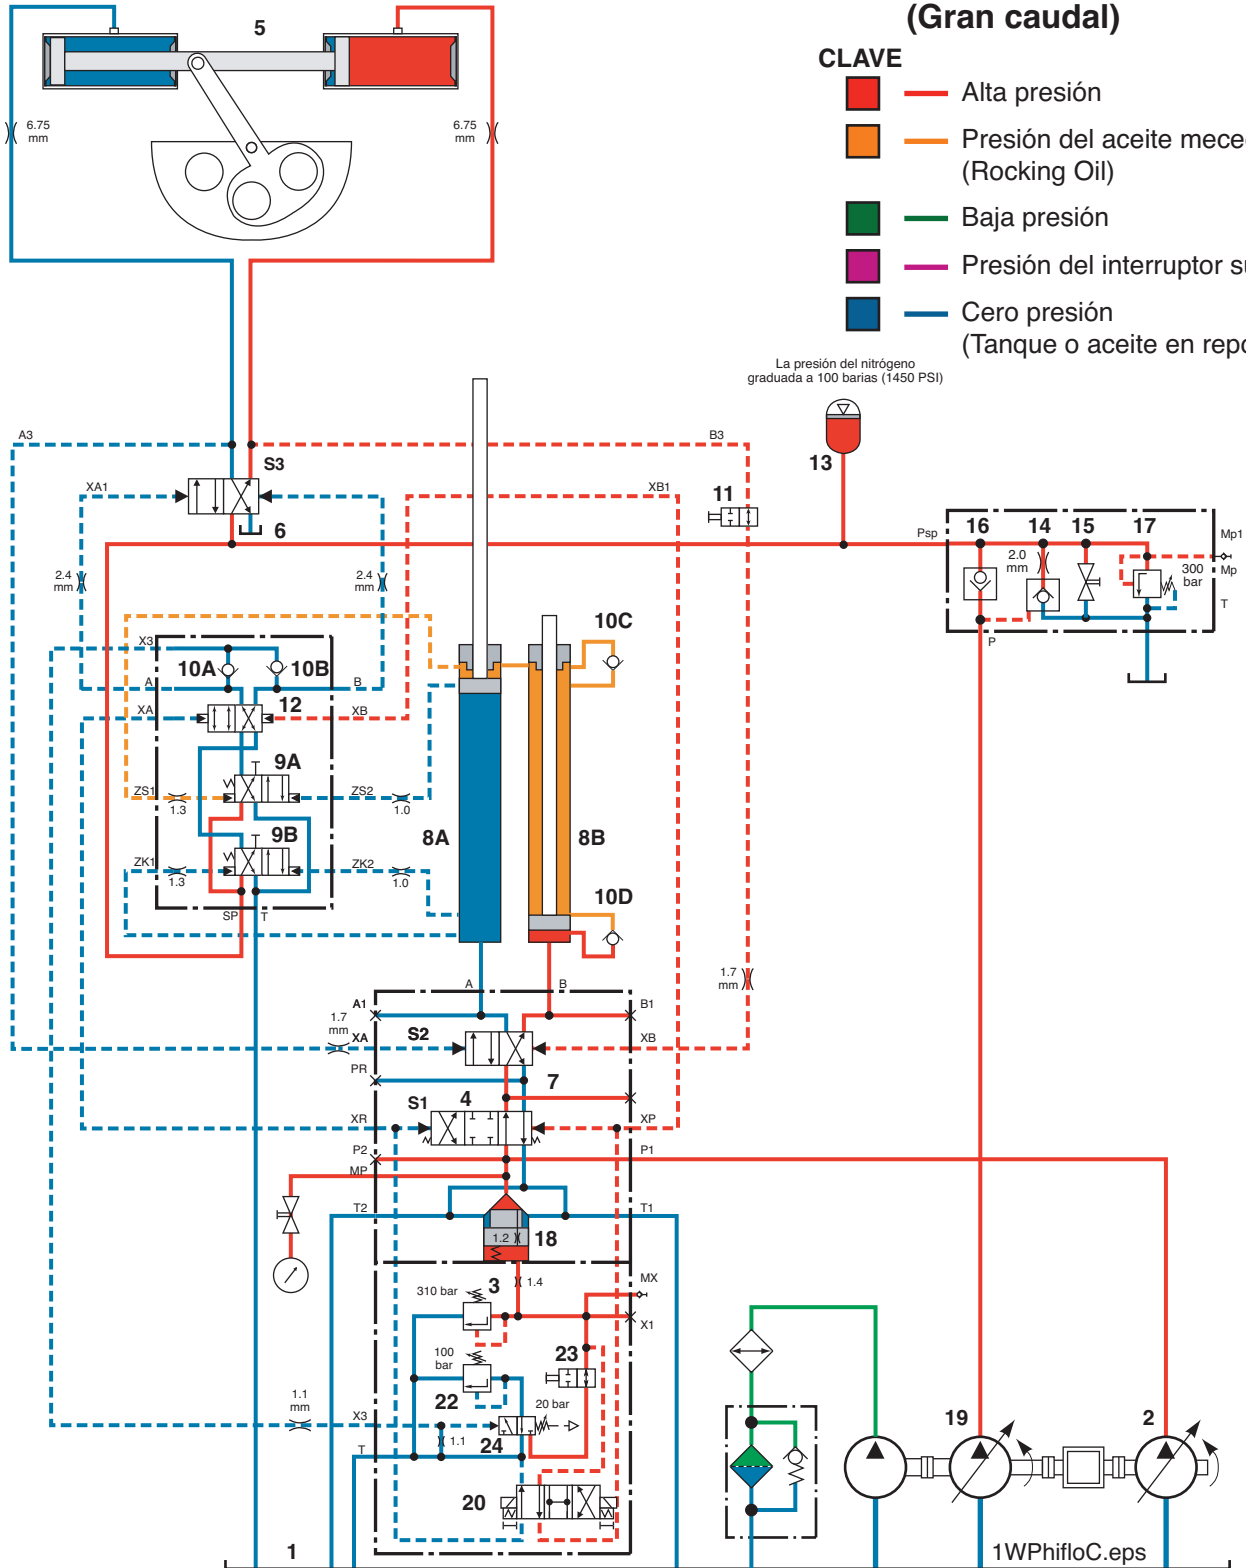 (Gran caudal)
5
CLAVE
Alta presión
6.75
mm
6.75
mm
Presión del aceite mece
(Rocking Oil)
Baja presión
Presión del interruptor s
Cero presión
(Tanque o aceite en repo
La presión del nitrógeno
graduada a 100 barias (1450 PSI)
A3
B3
S3
13
XA1
XB1
11
6
Psp
16
14
15
17
Mp1
2.0
mm
300
bar
Mp
T
2.4
mm
2.4
mm
P
10C
X3
10A
10B
A
B
XA
12
XB
9A
ZS1
1.3
ZS2
1.0
8A
8B
9B
ZK1
1.3
ZK2
1.0
10D
SP
T
1.7
mm
A
B
A1
B1
1.7
mm
XA
S2
XB
PR
7
S1
4
XR
XP
P2
P1
MP
T2
T1
1.2
18
3
1.4
MX
310 bar
X1
100
bar
23
22
20 bar
1.1
mm
X3
19
2
24
1.1
T
20
1
1WPhifloC.eps